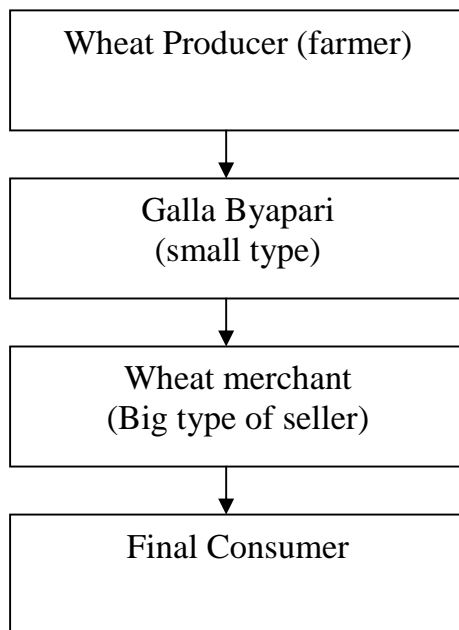 Wheat Producer (farmer)
Galla Byapari
(small type)
Wheat merchant
(Big type of seller)
Final Consumer